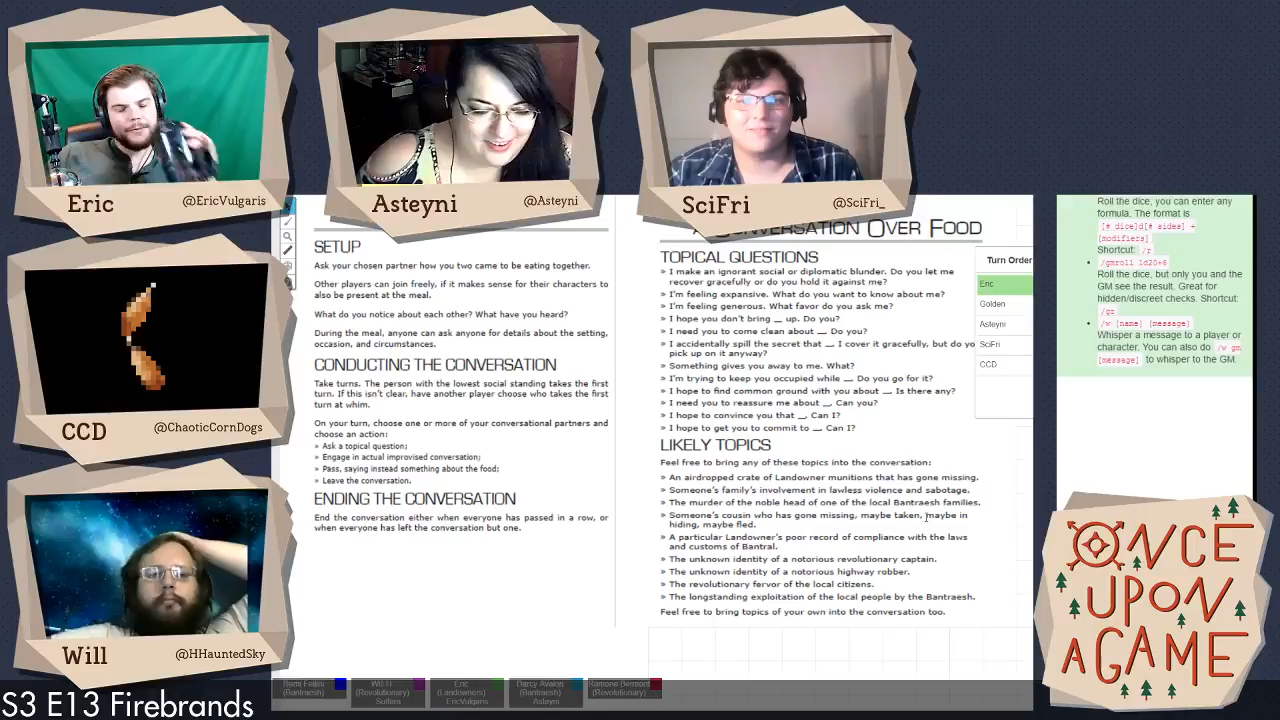 Eric
@EricVulgaris
Asteyni
@Asteyni
SciFri
@SciFri_
CCD
@ChaoticCornDogs
Will
@HHauntedSky
S3 E13 Firebrands
SETUP
Ask your chosen partner how you two came to be eating together.
Other players can join freely, if it makes sense for their characters to
also be present at the meal.
What do you notice about each other? What have you heard?
During the meal, anyone can ask anyone for details about the setting,
occasion, and circumstances.
CONDUCTING THE CONVERSATION
Take turns. The person with the lowest social standing takes the first
turn. If this isn't clear, have another player choose who takes the first
turn at whim.
On your turn, choose one or more of your conversational partners and
choose an action:
» Ask a topical question;
» Engage in actual improvised conversation;
» Pass, saying instead something about the food;
» Leave the conversation.
ENDING THE CONVERSATION
End the conversation either when everyone has passed in a row, or
when everyone has left the conversation but one.
Over Food
TOPICAL QUESTIONS
» I make an ignorant social or diplomatic blunder. Do you let me
recover gracefully or do you hold it against me?
» I'm feeling expansive. What do you want to know about me?
» I'm feeling generous. What favor do you ask me?
» I hope you don't bring __ up. Do you?
» I need you to come clean about __. Do you?
» I accidentally spill the secret that __. I cover it gracefully, but do yo
pick up on it anyway?
» Something gives you away to me. What?
» I'm trying to keep you occupied while __. Do you go for it?
» I hope to find common ground with you about __. Is there any?
» I need you to reassure me about __. Can you?
» I hope to convince you that __. Can I?
» I hope to get you to commit to __. Can I?
LIKELY TOPICS
Feel free to bring any of these topics into the conversation:
» An airdropped crate of Landowner munitions that has gone missing.
» Someone's family's involvement in lawless violence and sabotage.
» The murder of the noble head of one of the local Bantraesh families.
» Someone's cousin who has gone missing, maybe taken, maybe in
hiding, maybe fled.
» A particular Landowner's poor record of compliance with the laws
and customs of Bantral.
» The unknown identity of a notorious revolutionary captain.
» The unknown identity of a notorious highway robber.
» The revolutionary fervor of the local citizens.
» The longstanding exploitation of the local people by the Bantraesh.
Feel free to bring topics of your own into the conversation too.
Turn Order
Eric
Golden
Asteyni
SciFri
CCD
(Bantraesh)
(Revolutionary)
Sutlera
Eric
(Landowners)
EricVulgaris
Darcy Avalon
(Bantraesh)
Asteyni
Ramone Bermont
(Revolutionary)
Roll the dice, you can enter any
formula. The format is
[# dice]d[# sides] +
[modifiers]
Shortcut: /r
• /gmroll 1d20+6
Roll the dice, but only you and the
GM see the result. Great for
hidden/discreet checks. Shortcut:
/gr
• /w [name] [message]
Whisper a message to a player or
character. You can also do /w gm
[message] to whisper to the GM.
ONCE
UPON
A GAME